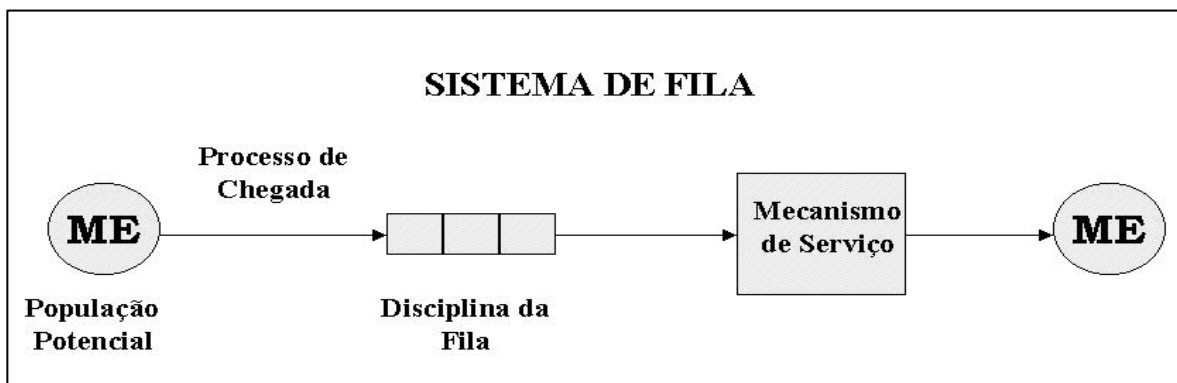 SISTEMA DE FILA
Processo de
Chegada
ME
Mecanismo
de Serviço
ME
População
Potencial
Disciplina da
Fila